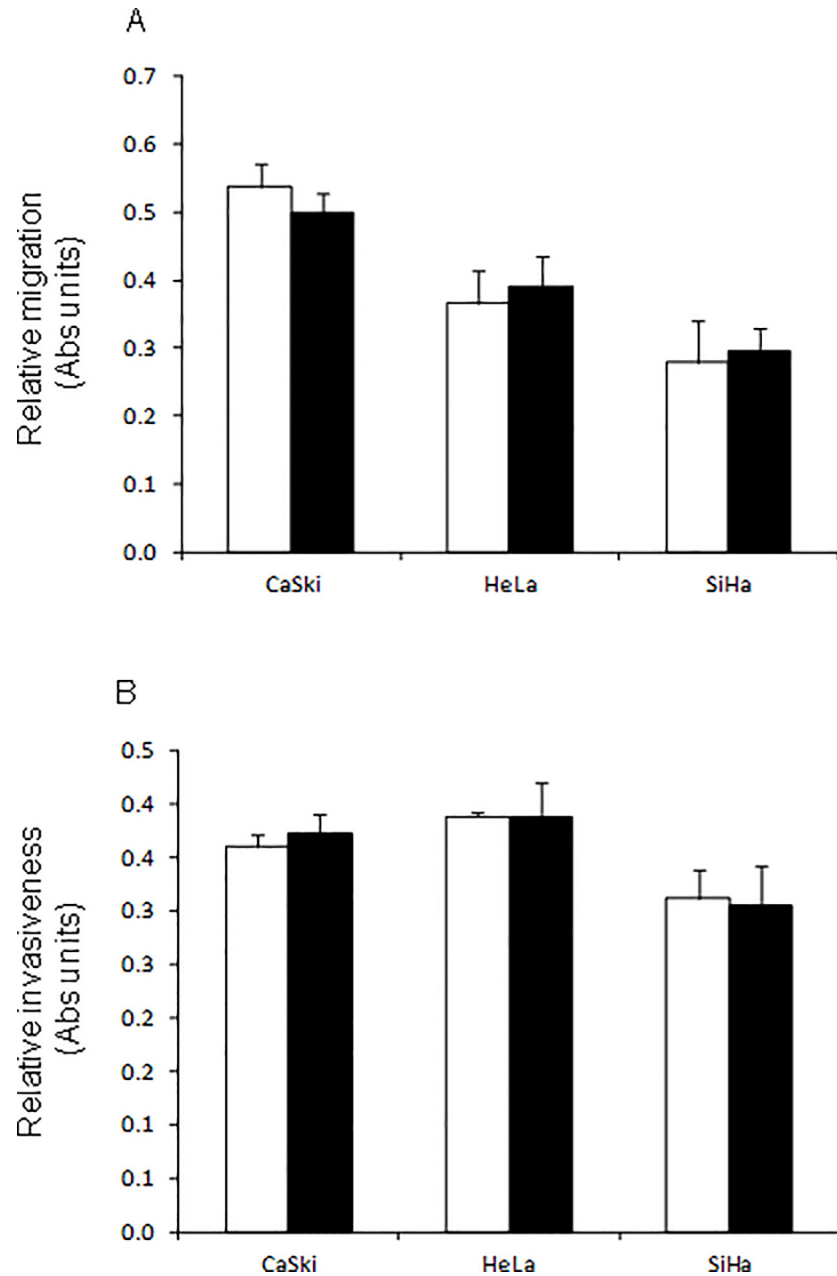 A
Relative migration
(Abs units)
0.7
0.6
0.5
0.4
0.3
0.2
0.1
0.0
CaSki HeLa SiHa
B
Relative invasiveness
(Abs units)
0.5
0.4
0.4
0.3
0.3
0.2
0.2
0.1
0.1
0.0
CaSki HeLa SiHa